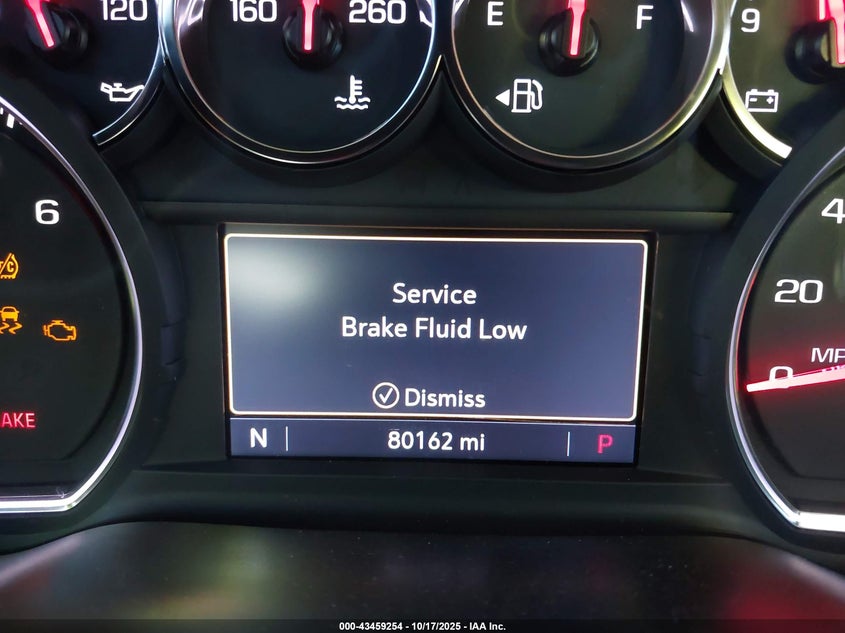 120
160
260
E
F
9
6
4
20
0
MP
AKE
Service
Brake Fluid Low
Dismiss
N
80162 mi
P
000-43459254 - 10/17/2025 - IAA Inc.